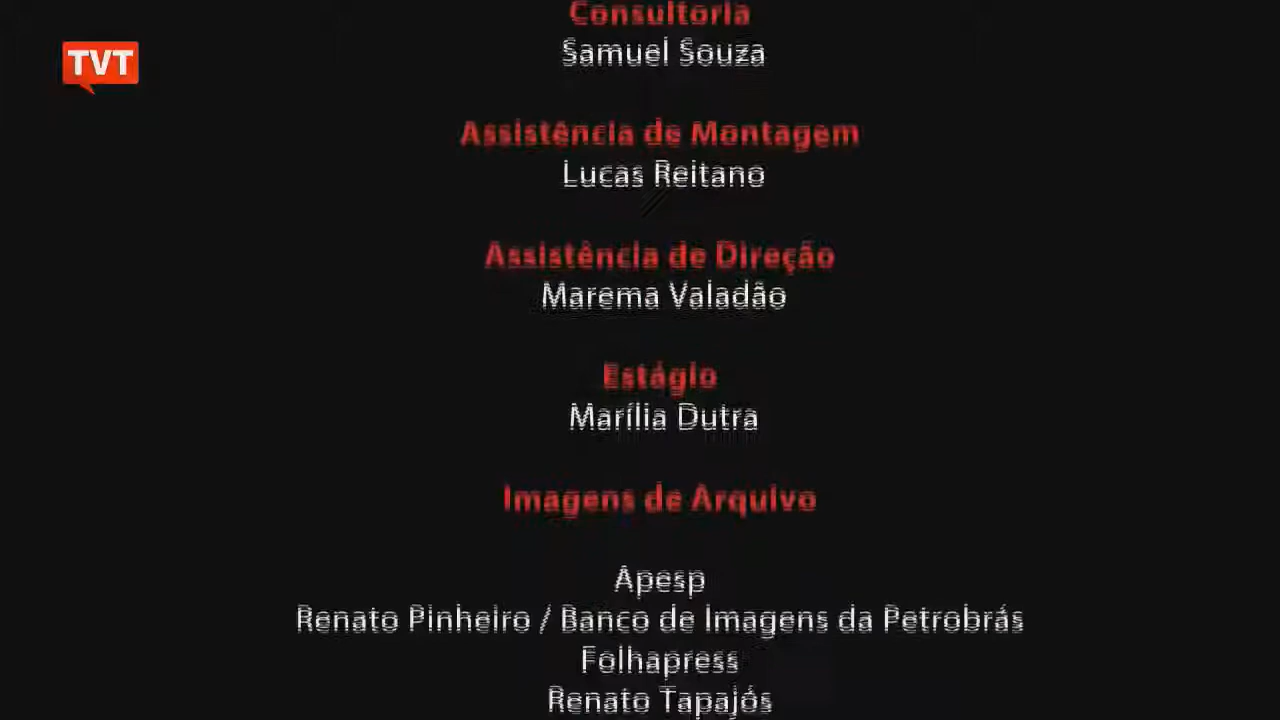 TVT
Consultoria
Samuel Souza
Assistência de Montagem
Lucas Reitano
Assistência de Direção
Marema Valadão
Estágio
Marília Dutra
Imagens de Arquivo
Apesp
Renato Pinheiro / Banco de Imagens da Petrobrás
Folhapress
Renato Tapajós